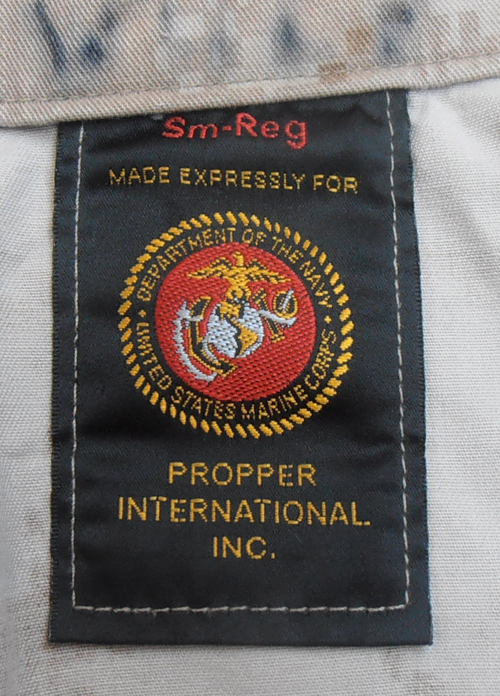 Sm-Reg
MADE EXPRESSLY FOR
DEPARTMENT OF THE NAVY
UNITED STATES MARINE CORPS
PROPPER
INTERNATIONAL
INC.